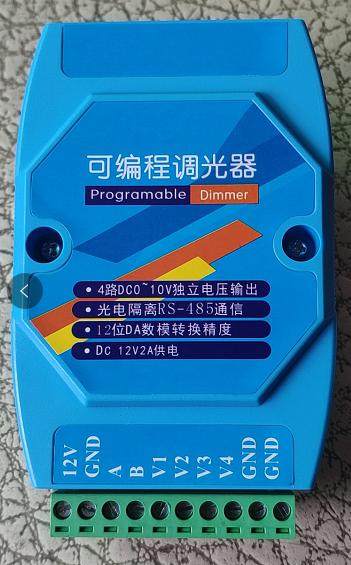 可编程调光器
Programable Dimmer
• 4路DC0~10V独立电压输出
• 光电隔离RS-485通信
• 12位DA数模转换精度
• DC 12V2A供电
12V GND A B V1 V2 V3 V4 GND GND